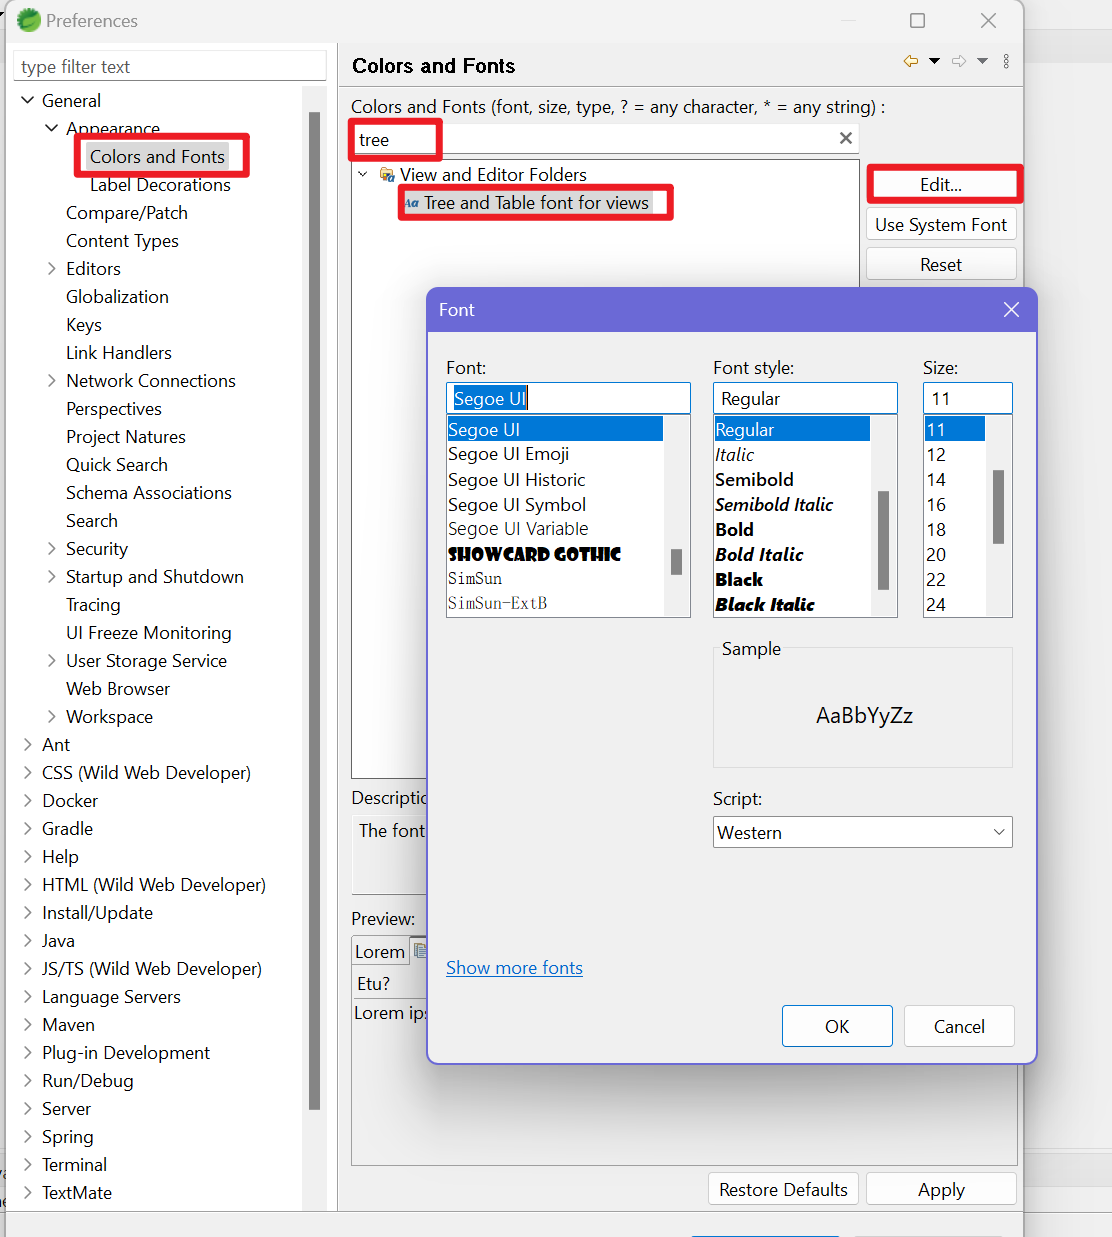 Preferences
type filter text
General
Appearance
Colors and Fonts
Label Decorations
Compare/Patch
Content Types
Editors
Globalization
Keys
Link Handlers
Network Connections
Perspectives
Project Natures
Quick Search
Schema Associations
Search
Security
Startup and Shutdown
Tracing
UI Freeze Monitoring
User Storage Service
Web Browser
Workspace
Ant
CSS (Wild Web Developer)
Docker
Gradle
Help
HTML (Wild Web Developer)
Install/Update
Java
JS/TS (Wild Web Developer)
Language Servers
Maven
Plug-in Development
Run/Debug
Server
Spring
Terminal
TextMate
Colors and Fonts
Colors and Fonts (font, size, type, ? = any character, * = any string) :
tree
View and Editor Folders
Aa Tree and Table font for views
Edit...
Use System Font
Reset
Descriptio
The font
Preview:
Lorem
Etu?
Lorem ips
Restore Defaults
Apply
Font
Font:
Segoe UI
Segoe UI
Segoe UI Emoji
Segoe UI Historic
Segoe UI Symbol
Segoe UI Variable
SHOWCARD GOTHIC
SimSun
SimSun-ExtB
Font style:
Regular
Regular
Italic
Semibold
Semibold Italic
Bold
Bold Italic
Black
Black Italic
Size:
11
11
12
14
16
18
20
22
24
Sample
AaBbYyZz
Script:
Western
Show more fonts
OK
Cancel